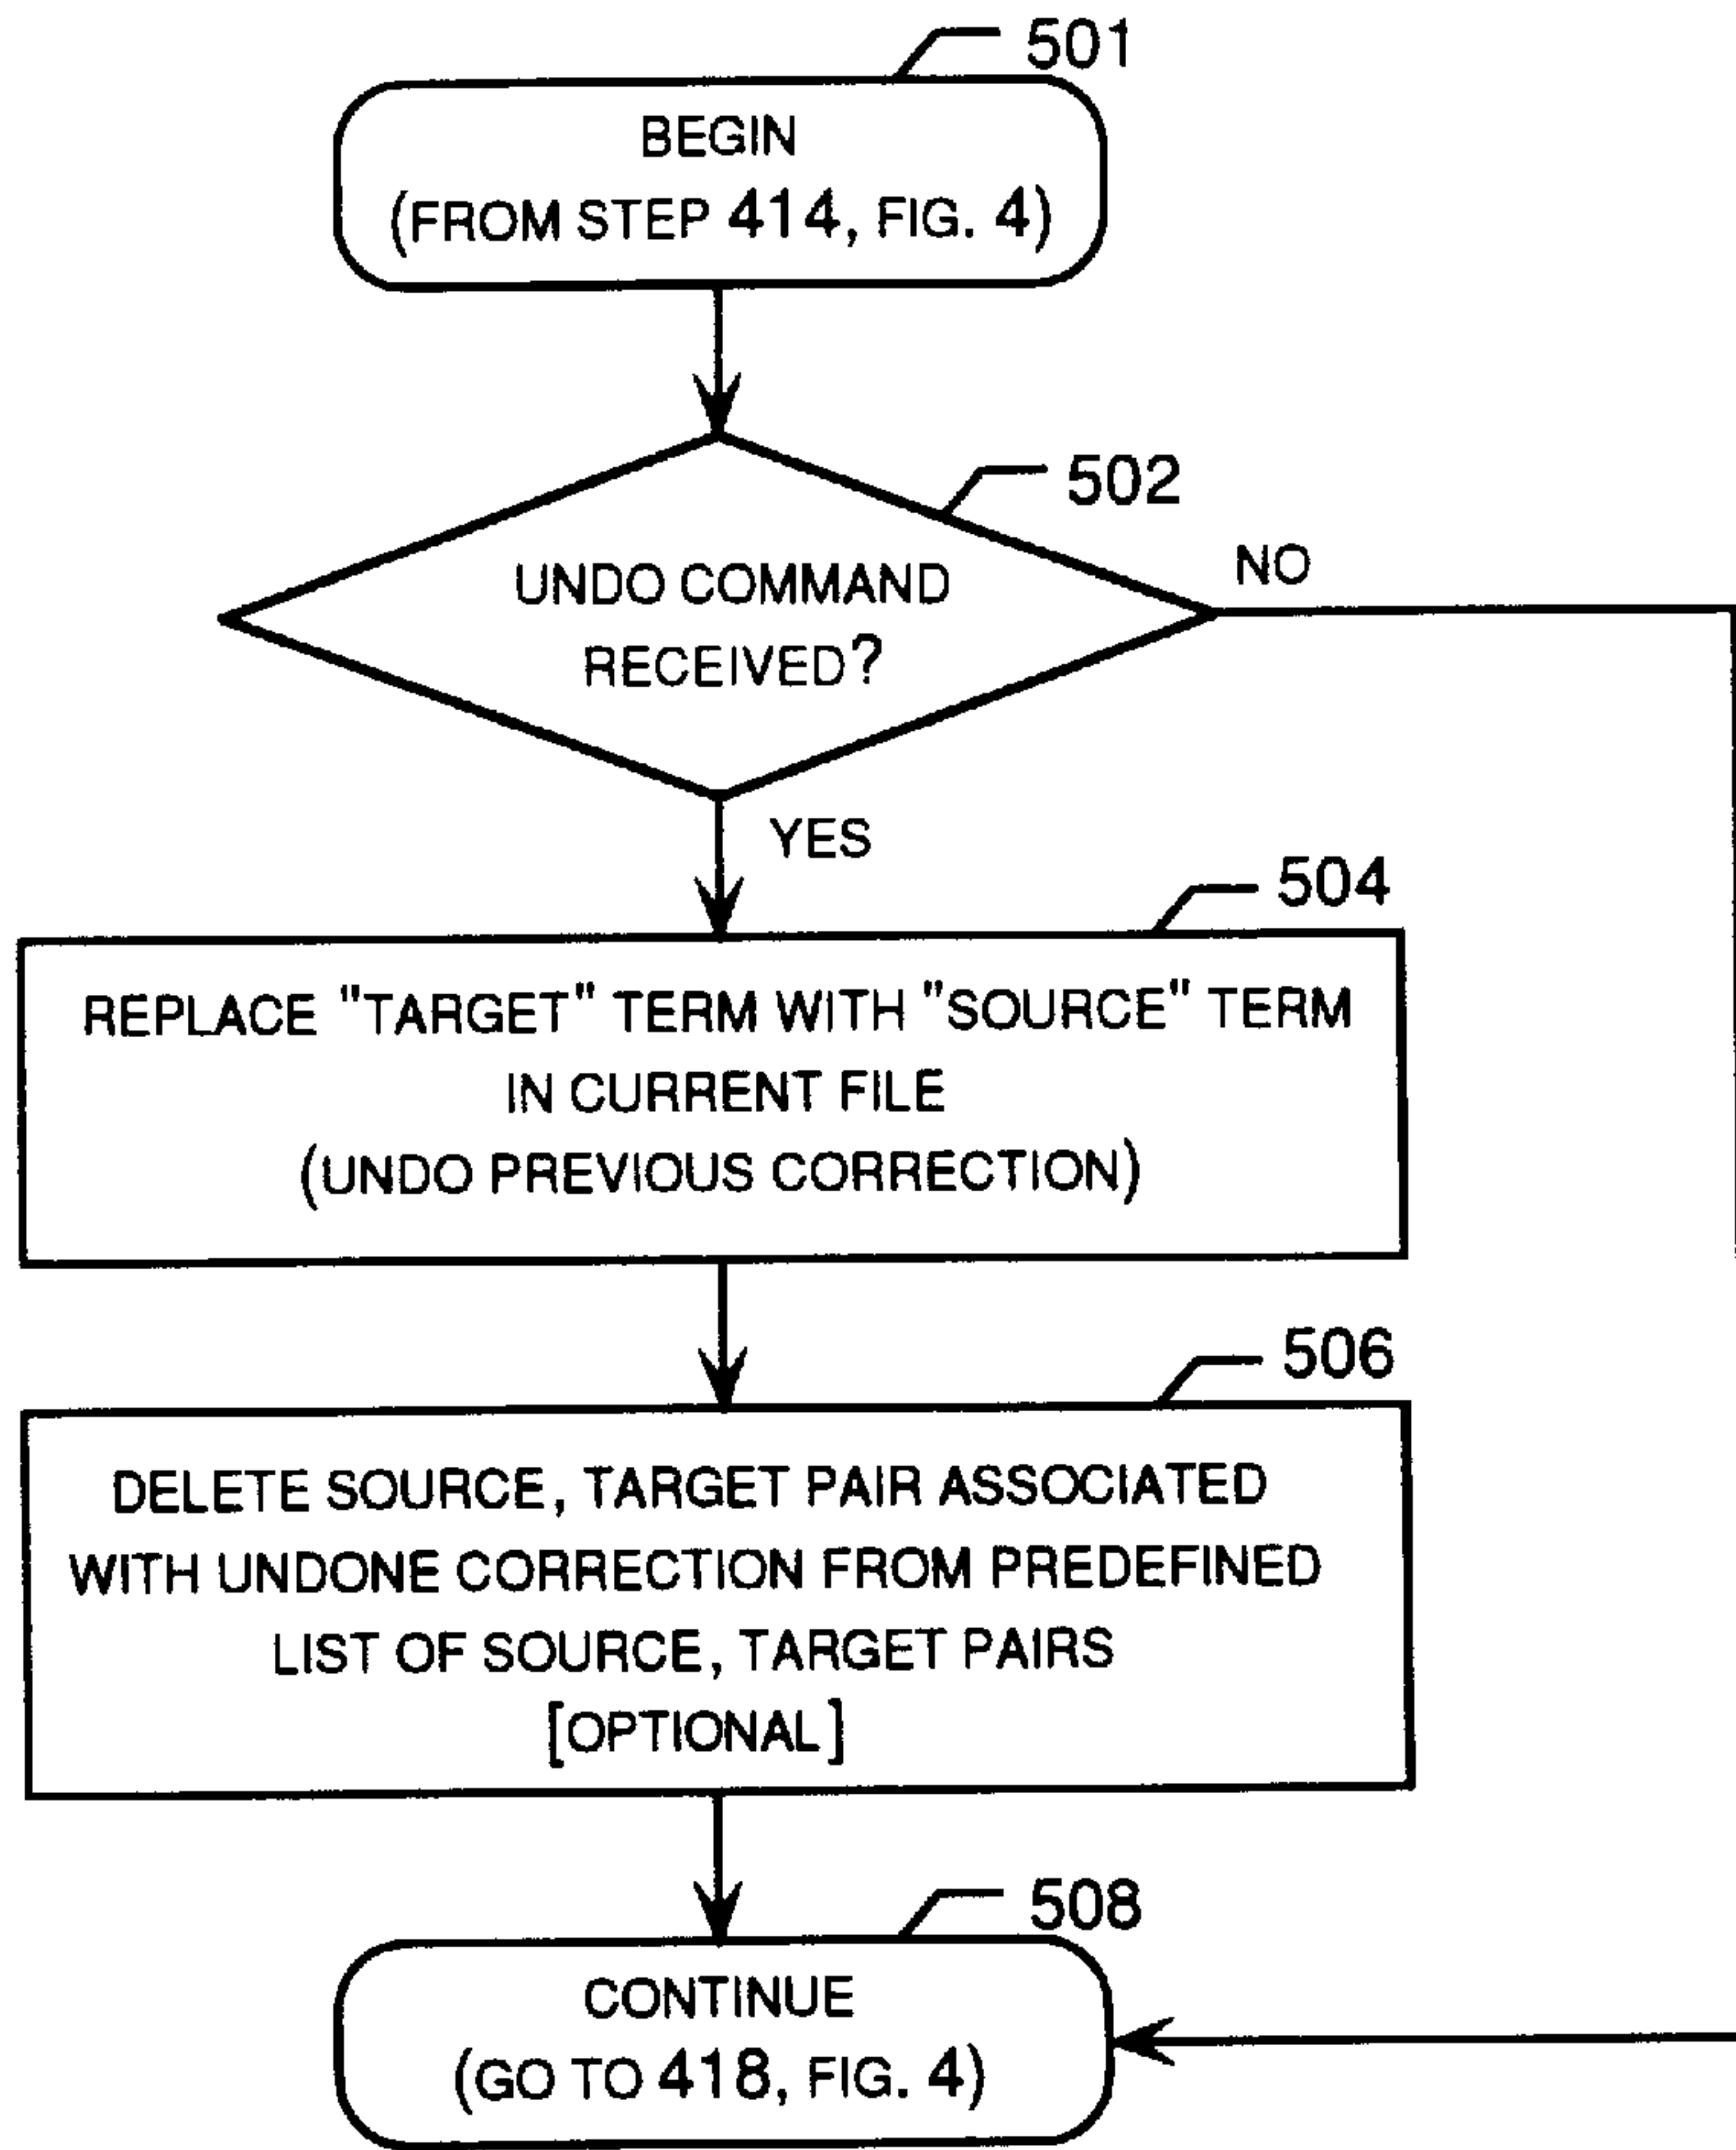 501
BEGIN
(FROM STEP 414, FIG. 4)
502
UNDO COMMAND
RECEIVED?
NO
YES
504
REPLACE "TARGET" TERM WITH "SOURCE" TERM
IN CURRENT FILE
(UNDO PREVIOUS CORRECTION)
506
DELETE SOURCE, TARGET PAIR ASSOCIATED
WITH UNDONE CORRECTION FROM PREDEFINED
LIST OF SOURCE, TARGET PAIRS
[OPTIONAL]
508
CONTINUE
(GO TO 418, FIG. 4)